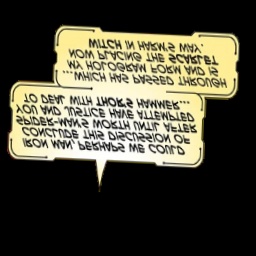 IRON MAN, PERHAPS WE COULD
CONCLUDE THIS DISCUSSION OF
SPIDER-MAN'S WORTH UNTIL AFTER
YOU AND JUSTICE HAVE ATTEMPTED
TO DEAL WITH THOR'S HAMMER...
...WHICH HAS PASSED THROUGH
MY HOLOGRAM FORM AND IS
NOW PLACING THE SCARLET
WITCH IN HARM'S WAY.